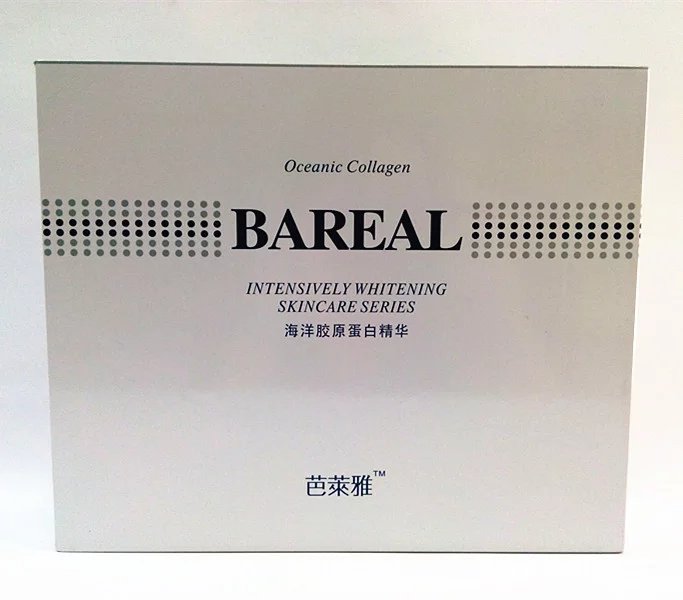 Oceanic Collagen
BAREAL
INTENSIVELY WHITENING
SKINCARE SERIES
海洋胶原蛋白精华
芭萊雅™